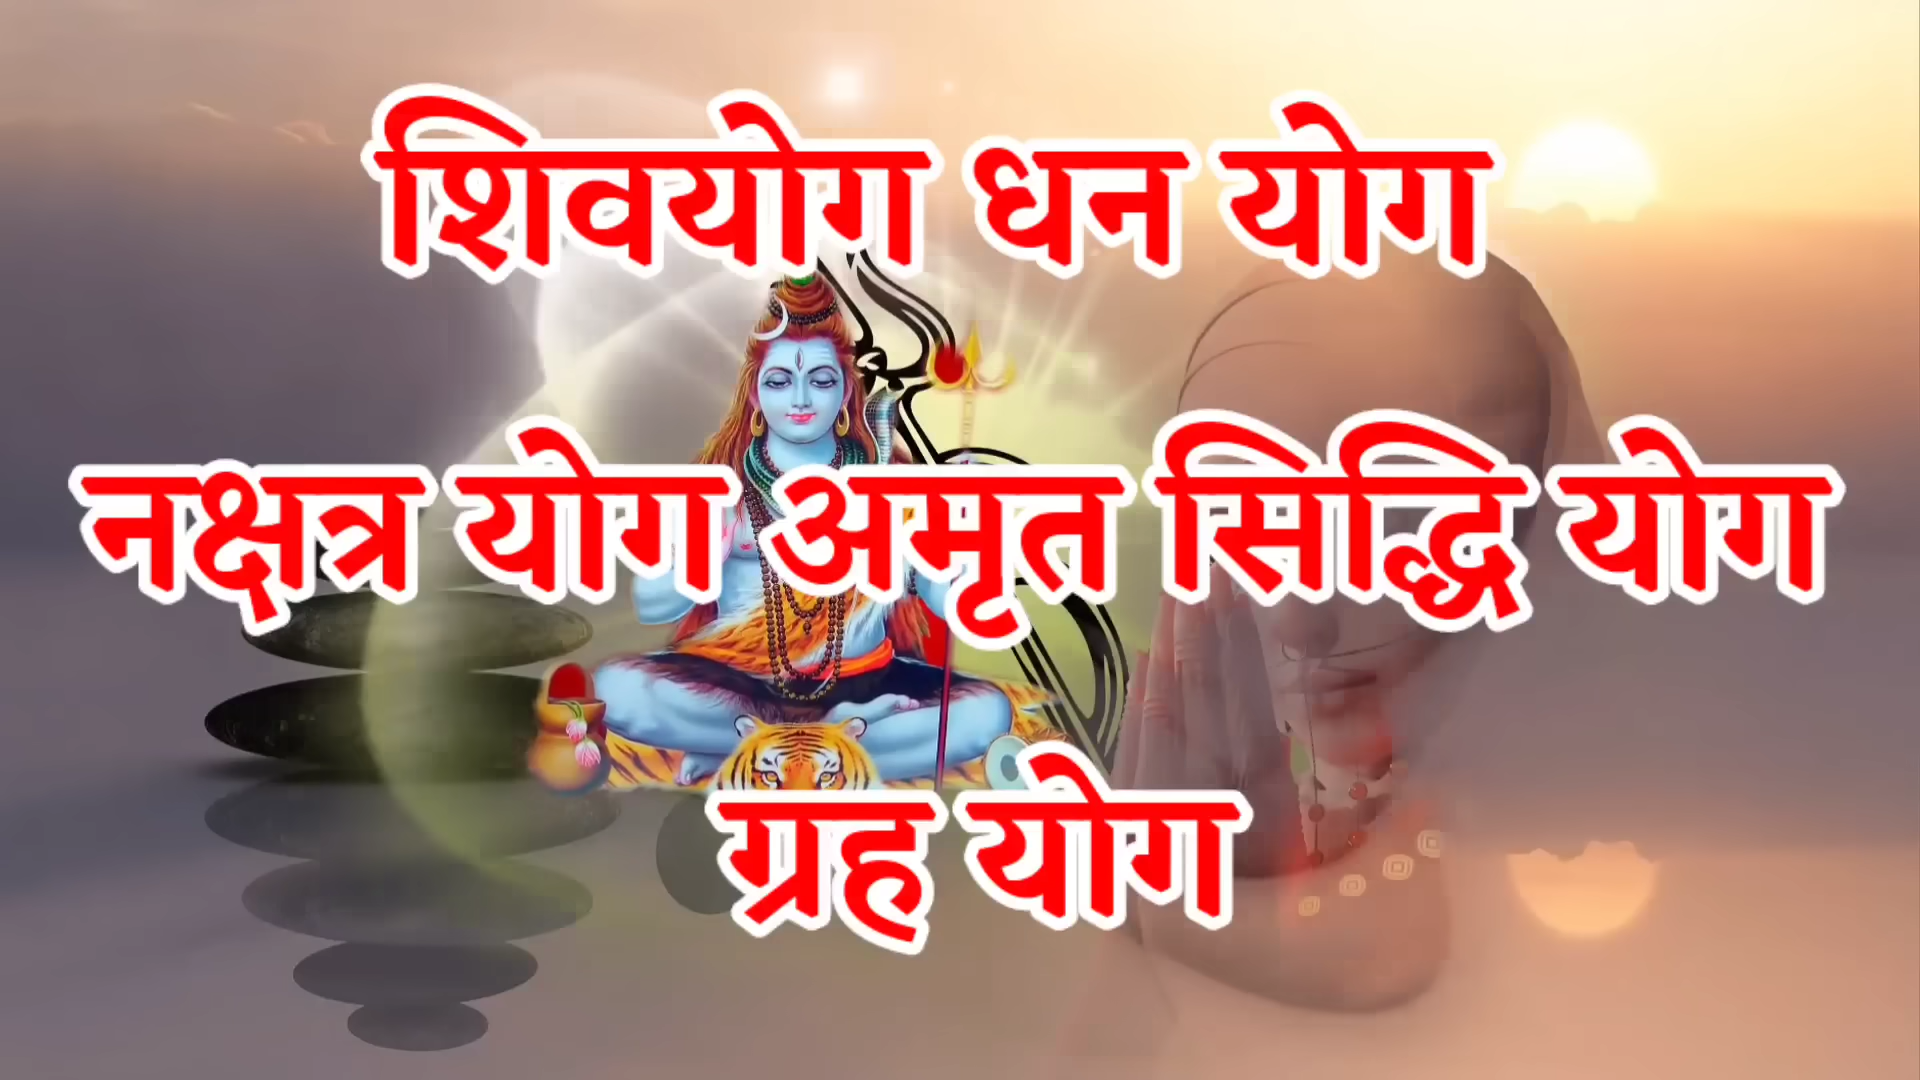 शिवयोग धन योग
नक्षत्र योग अमृत सिद्धि योग
ग्रह योग